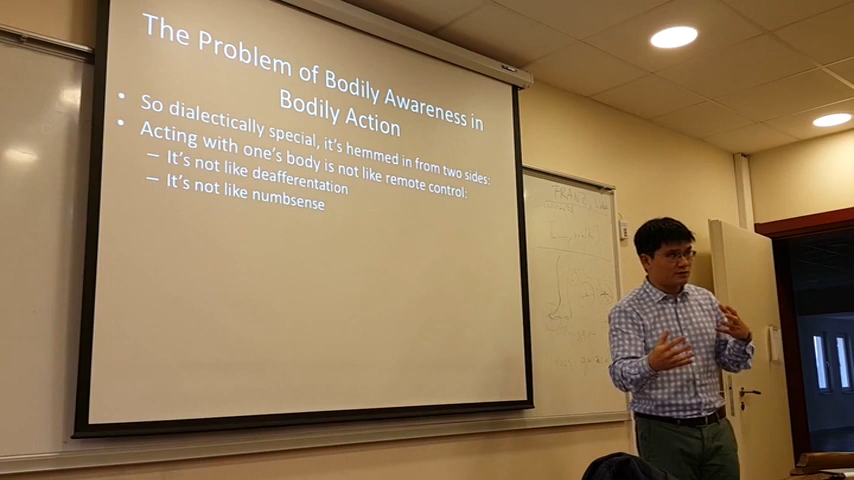 The Problem of Bodily Awareness in
Bodily Action
• So dialectically special, it's hemmed in from two sides:
• Acting with one's body is not like remote control:
– It's not like deafferentation
– It's not like numbsense